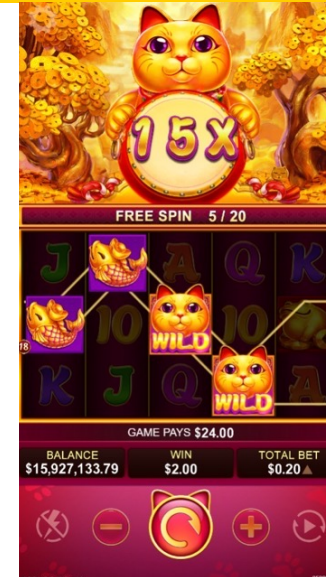 15X
FREE SPIN 5 / 20
J A Q K
10 WILD 10
18
K J Q WILD A
GAME PAYS $24.00
BALANCE WIN TOTAL BET
$15,927,133.79 $2.00 $0.20